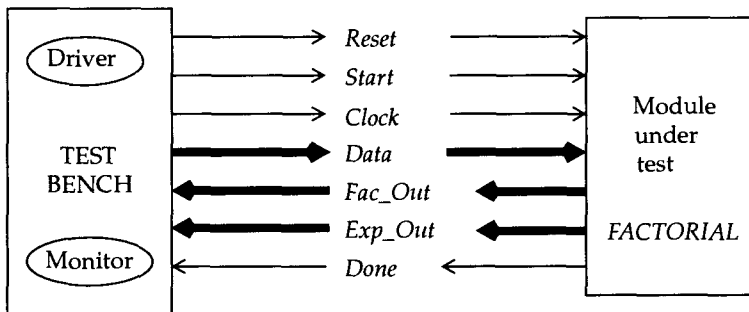 Driver
TEST
BENCH
Monitor
Reset
Start
Clock
Data
Fac_Out
Exp_Out
Done
Module
under
test
FACTORIAL